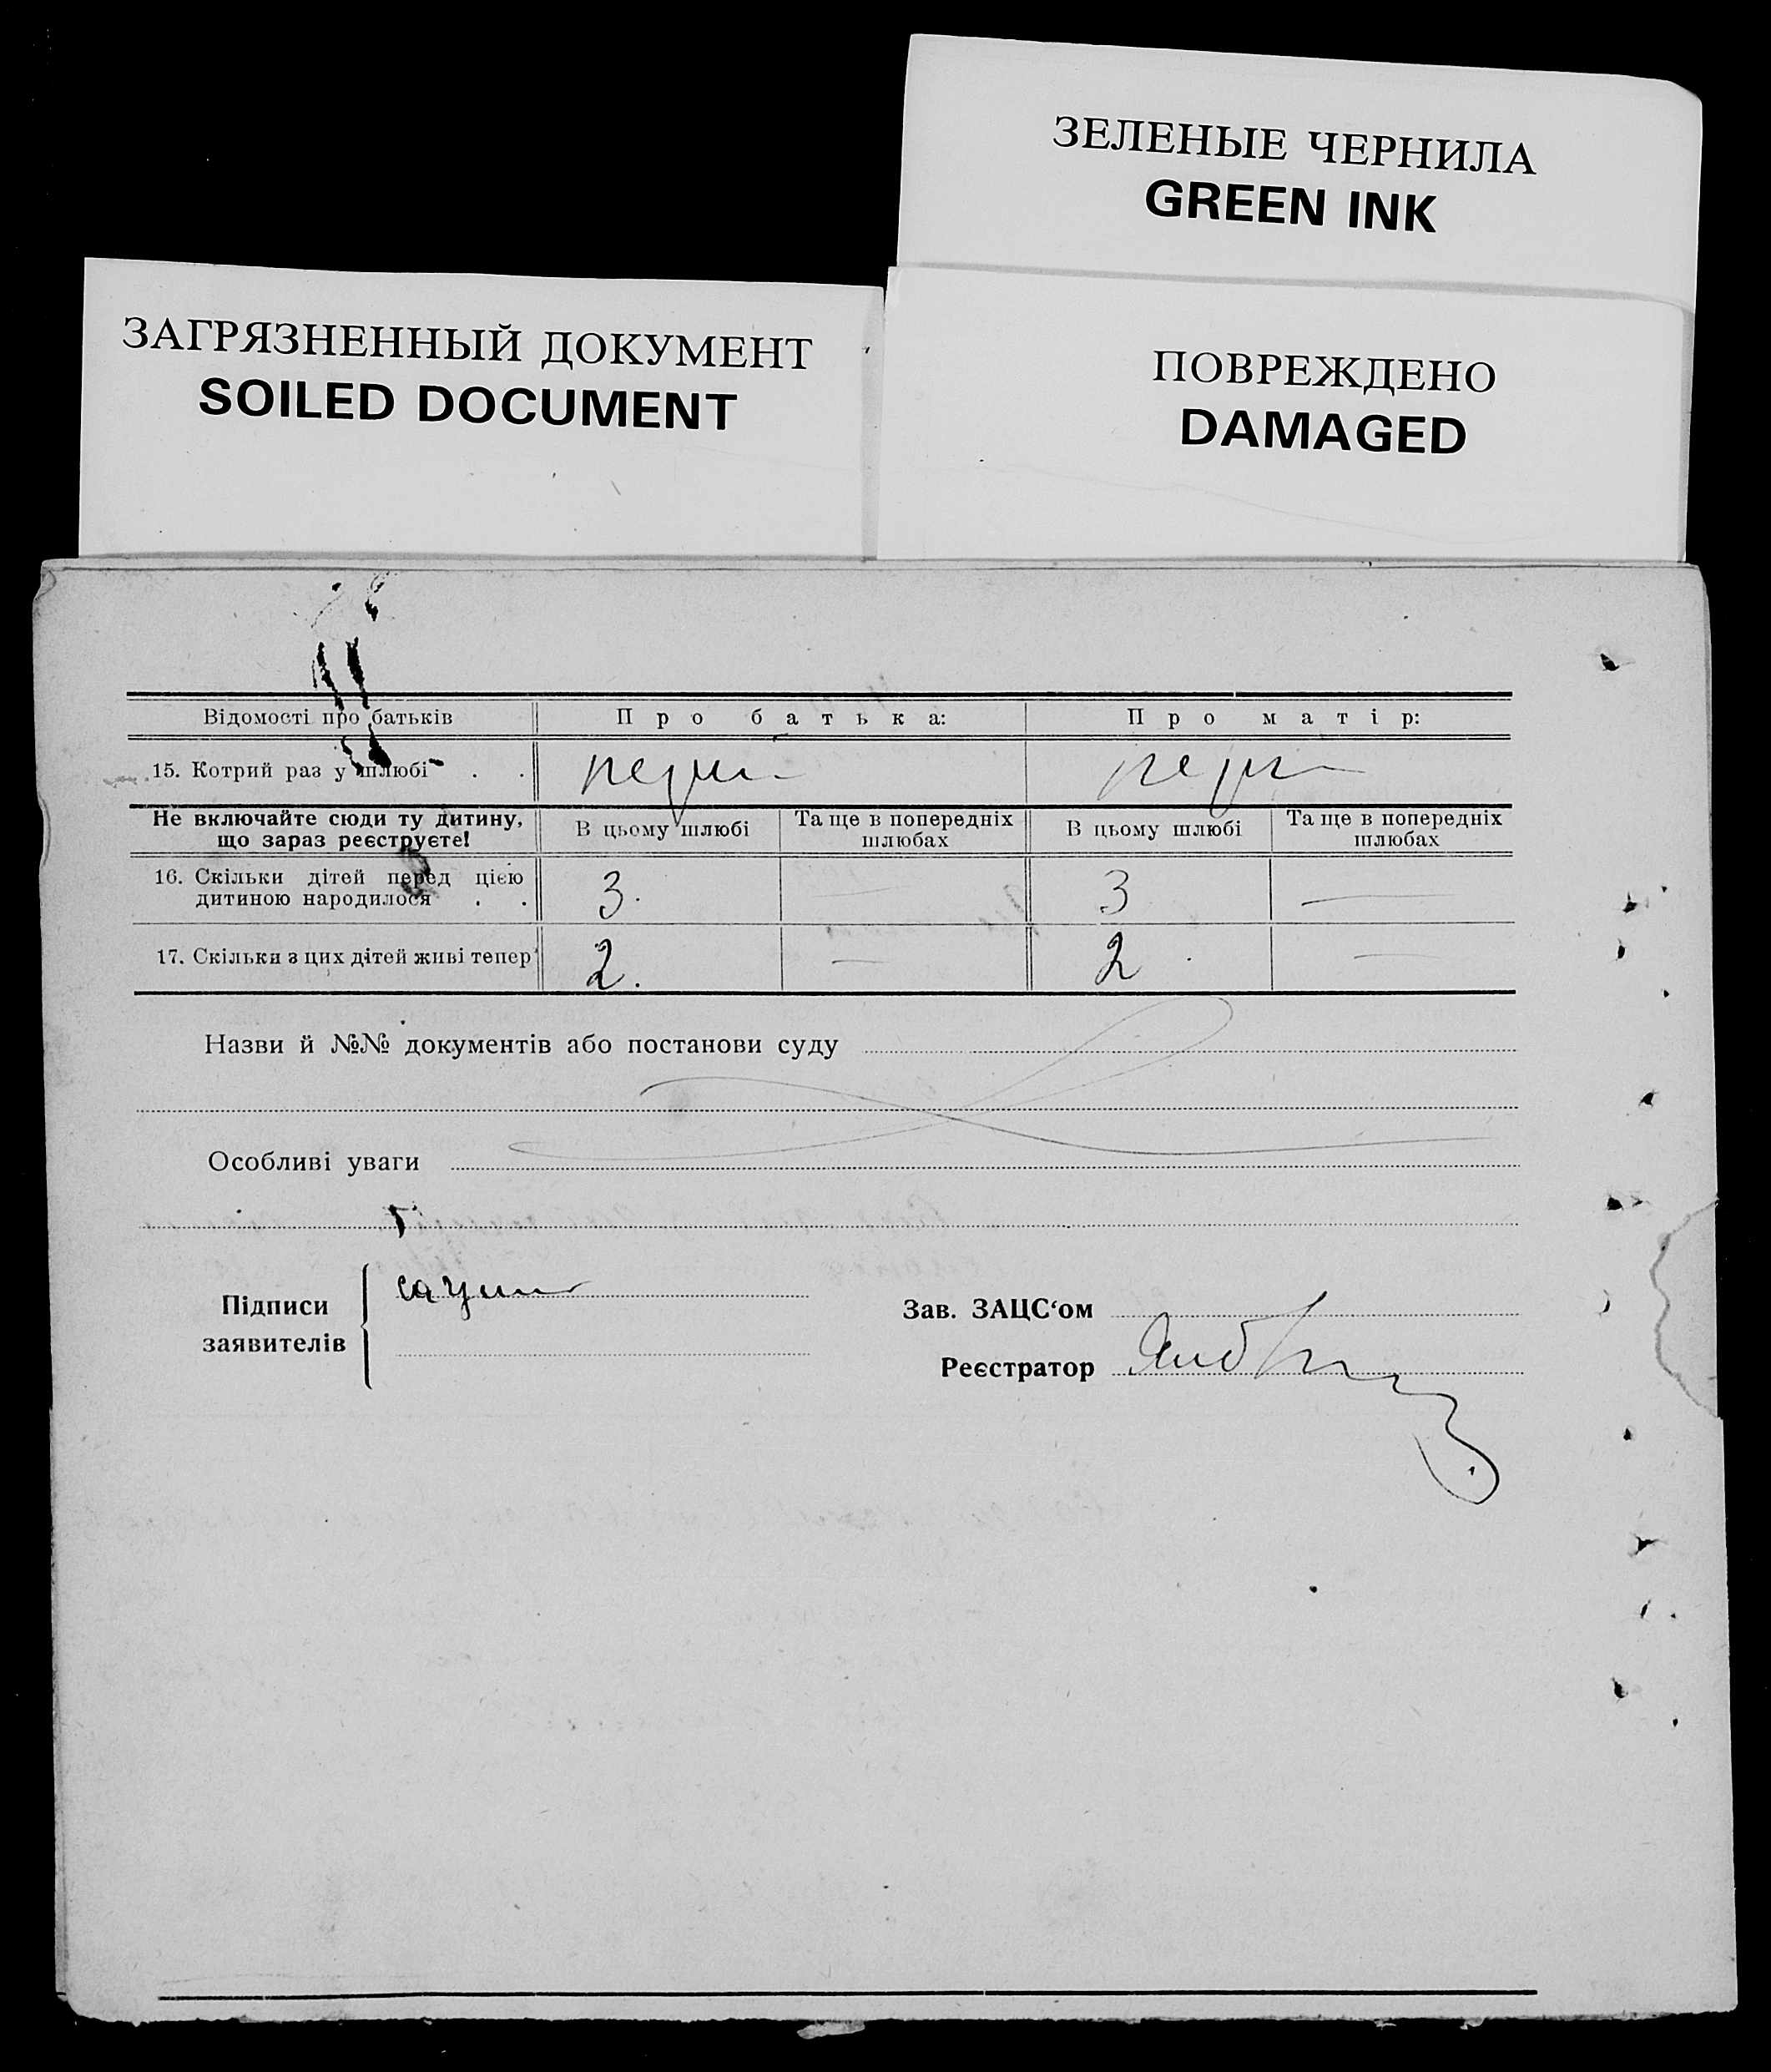 ЗЕЛЕНЫЕ ЧЕРНИЛА
GREEN INK
ЗАГРЯЗНЕННЫЙ ДОКУМЕНТ
SOILED DOCUMENT
ПОВРЕЖДЕНО
DAMAGED
Відомості про батьків Про батька: Про матір:
15. Котрий раз у шлюбі . .
Не включайте сюди ту дитину, що зараз реєструєте! В цьому шлюбі Та ще в попередніх шлюбах В цьому шлюбі Та ще в попередніх шлюбах
16. Скільки дітей перед цією
дитиною народилося . . 3. — 3 —
17. Скільки з цих дітей живі тепер 2. — 2 —
Назви й №№ документів або постанови суду
Особливі уваги
Підписи
заявителів
Зав. ЗАЦС‘ом
Реєстратор